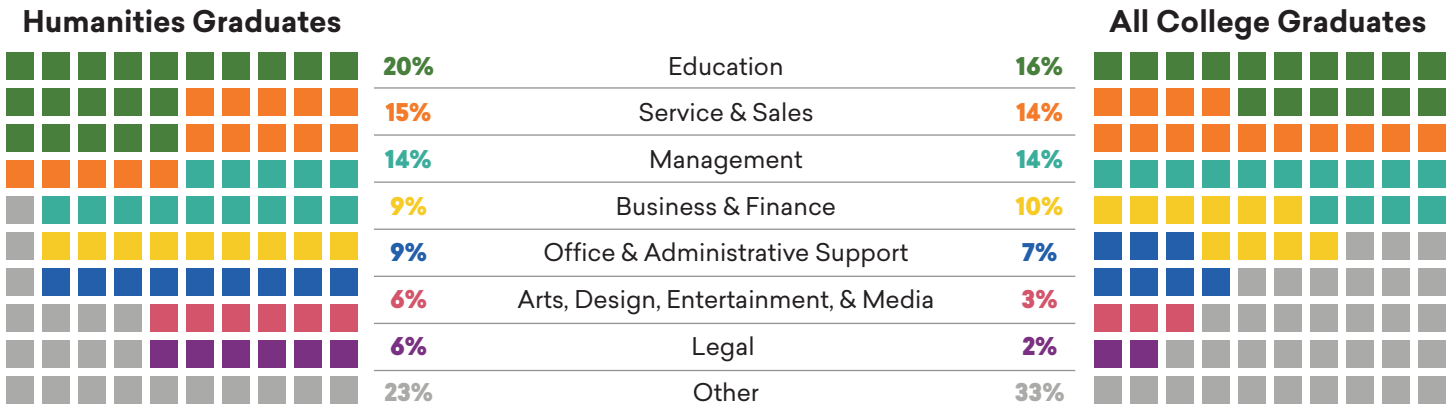 Humanities Graduates
All College Graduates
20% Education 16%
15% Service & Sales 14%
14% Management 14%
9% Business & Finance 10%
9% Office & Administrative Support 7%
6% Arts, Design, Entertainment, & Media 3%
6% Legal 2%
23% Other 33%